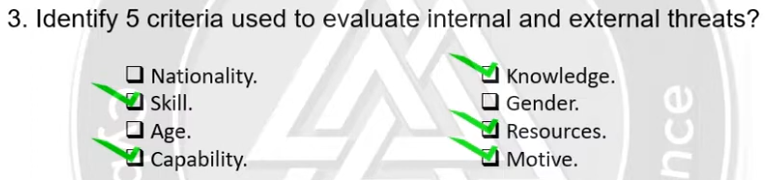 3. Identify 5 criteria used to evaluate internal and external threats?
Nationality.
Skill.
Age.
Capability.
Knowledge.
Gender.
Resources.
Motive.
nce